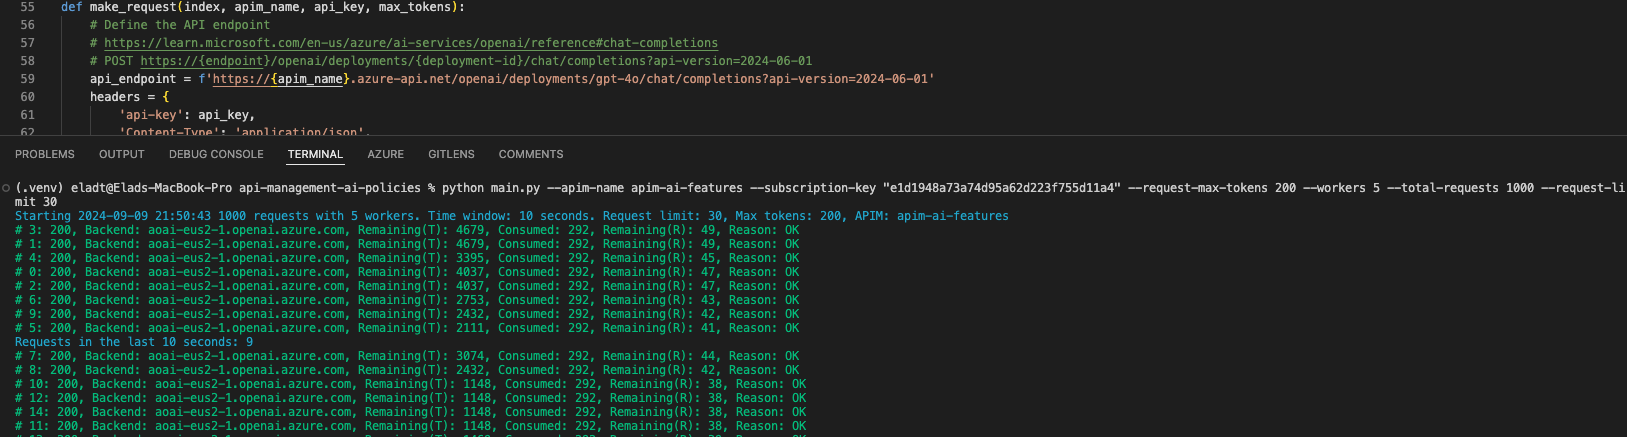 55 def make_request(index, apim_name, api_key, max_tokens):
56 # Define the API endpoint
57 # https://learn.microsoft.com/en-us/azure/ai-services/openai/reference#chat-completions
58 # POST https://{endpoint}/openai/deployments/{deployment-id}/chat/completions?api-version=2024-06-01
59 api_endpoint = f'https://{apim_name}.azure-api.net/openai/deployments/gpt-4o/chat/completions?api-version=2024-06-01'
60 headers = {
61 'api-key': api_key,
62 'Content-Type': 'application/json',
PROBLEMS OUTPUT DEBUG CONSOLE TERMINAL AZURE GITLENS COMMENTS
(.venv) eladt@Elads-MacBook-Pro api-management-ai-policies % python main.py --apim-name apim-ai-features --subscription-key "e1d1948a73a74d95a62d223f755d11a4" --request-max-tokens 200 --workers 5 --total-requests 1000 --request-li
mit 30
Starting 2024-09-09 21:50:43 1000 requests with 5 workers. Time window: 10 seconds. Request limit: 30, Max tokens: 200, APIM: apim-ai-features
# 3: 200, Backend: aoai-eus2-1.openai.azure.com, Remaining(T): 4679, Consumed: 292, Remaining(R): 49, Reason: OK
# 1: 200, Backend: aoai-eus2-1.openai.azure.com, Remaining(T): 4679, Consumed: 292, Remaining(R): 49, Reason: OK
# 4: 200, Backend: aoai-eus2-1.openai.azure.com, Remaining(T): 3395, Consumed: 292, Remaining(R): 45, Reason: OK
# 0: 200, Backend: aoai-eus2-1.openai.azure.com, Remaining(T): 4037, Consumed: 292, Remaining(R): 47, Reason: OK
# 2: 200, Backend: aoai-eus2-1.openai.azure.com, Remaining(T): 4037, Consumed: 292, Remaining(R): 47, Reason: OK
# 6: 200, Backend: aoai-eus2-1.openai.azure.com, Remaining(T): 2753, Consumed: 292, Remaining(R): 43, Reason: OK
# 9: 200, Backend: aoai-eus2-1.openai.azure.com, Remaining(T): 2432, Consumed: 292, Remaining(R): 42, Reason: OK
# 5: 200, Backend: aoai-eus2-1.openai.azure.com, Remaining(T): 2111, Consumed: 292, Remaining(R): 41, Reason: OK
Requests in the last 10 seconds: 9
# 7: 200, Backend: aoai-eus2-1.openai.azure.com, Remaining(T): 3074, Consumed: 292, Remaining(R): 44, Reason: OK
# 8: 200, Backend: aoai-eus2-1.openai.azure.com, Remaining(T): 2432, Consumed: 292, Remaining(R): 42, Reason: OK
# 10: 200, Backend: aoai-eus2-1.openai.azure.com, Remaining(T): 1148, Consumed: 292, Remaining(R): 38, Reason: OK
# 12: 200, Backend: aoai-eus2-1.openai.azure.com, Remaining(T): 1148, Consumed: 292, Remaining(R): 38, Reason: OK
# 14: 200, Backend: aoai-eus2-1.openai.azure.com, Remaining(T): 1148, Consumed: 292, Remaining(R): 38, Reason: OK
# 11: 200, Backend: aoai-eus2-1.openai.azure.com, Remaining(T): 1148, Consumed: 292, Remaining(R): 38, Reason: OK